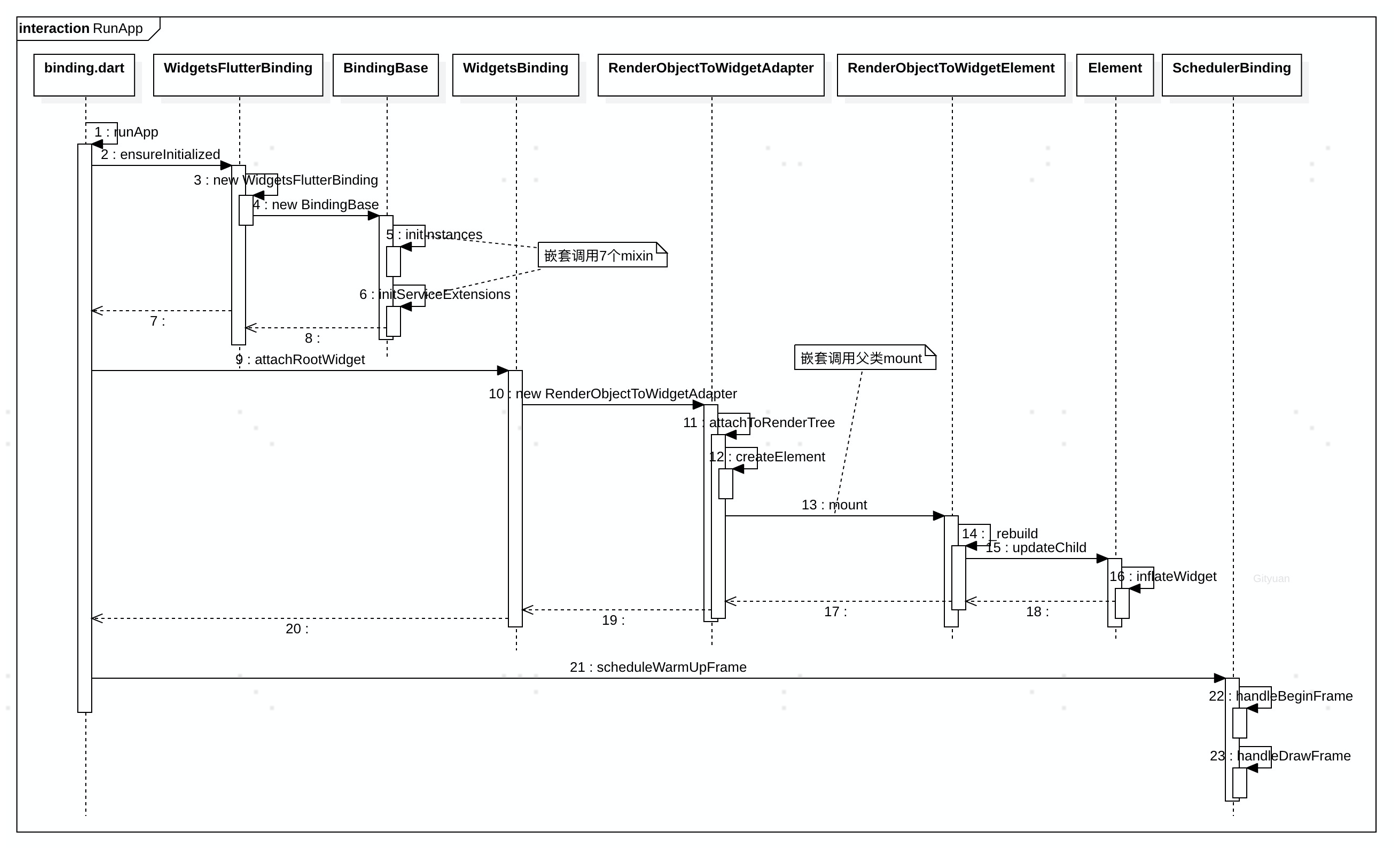 interaction RunApp
binding.dart
WidgetsFlutterBinding
BindingBase
WidgetsBinding
RenderObjectToWidgetAdapter
RenderObjectToWidgetElement
Element
SchedulerBinding
1 : runApp
2 : ensureInitialized
3 : new WidgetsFlutterBinding
4 : new BindingBase
5 : initInstances
嵌套调用7个mixin
6 : initServiceExtensions
7 :
8 :
9 : attachRootWidget
嵌套调用父类mount
10 : new RenderObjectToWidgetAdapter
11 : attachToRenderTree
12 : createElement
13 : mount
14 : _rebuild
15 : updateChild
16 : inflateWidget
Gityuan
17 :
18 :
19 :
20 :
21 : scheduleWarmUpFrame
22 : handleBeginFrame
23 : handleDrawFrame